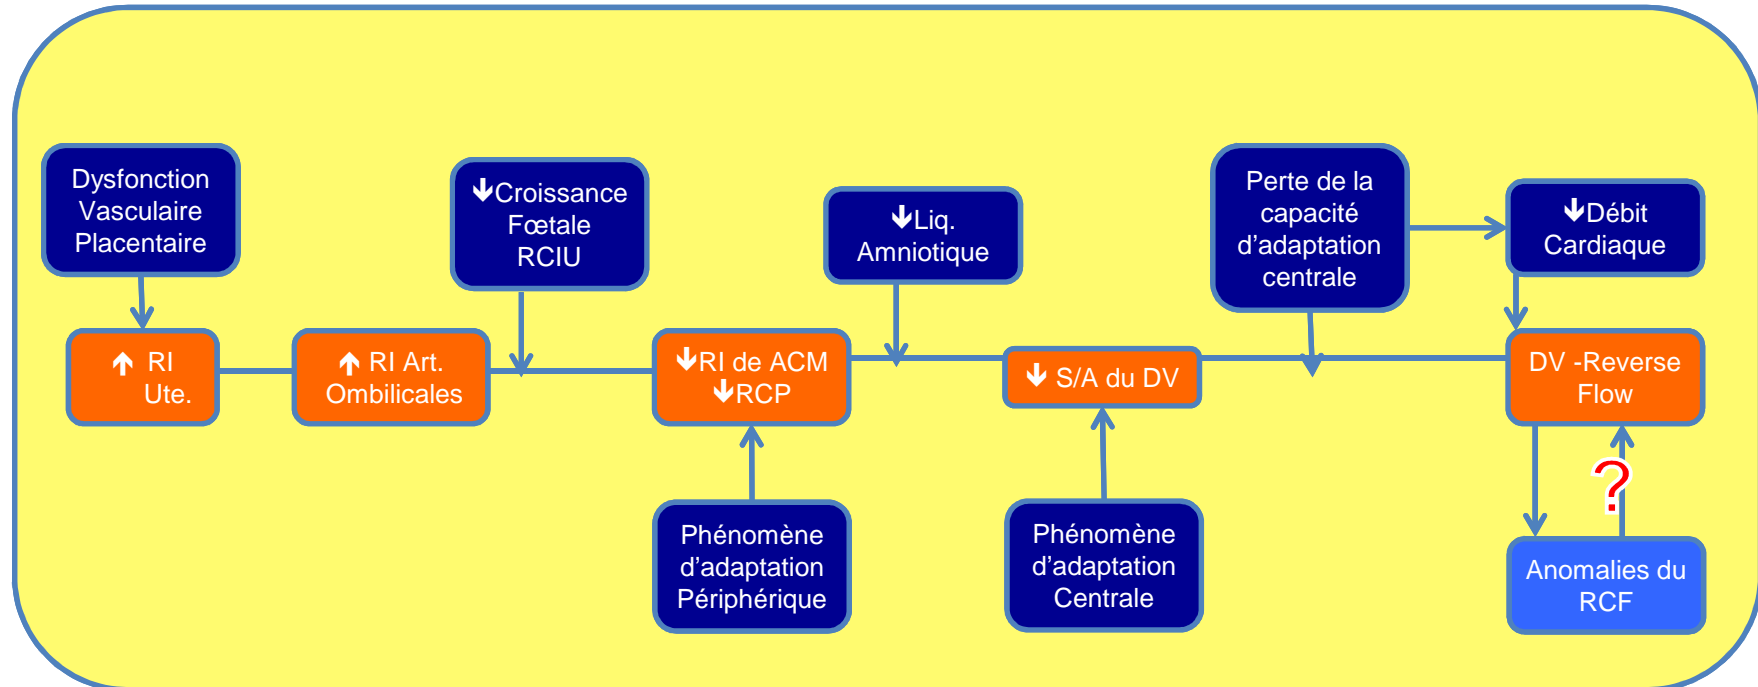 Dysfonction
Vasculaire
Placentaire
🡫Croissance
Fœtale
RCIU
🡫Liq.
Amniotique
Perte de la
capacité
d’adaptation
centrale
🡫Débit
Cardiaque
🡩 RI
Ute.
🡩 RI Art.
Ombilicales
🡫RI de ACM
🡫RCP
🡫 S/A du DV
DV -Reverse
Flow
?
Phénomène
d’adaptation
Périphérique
Phénomène
d’adaptation
Centrale
Anomalies du
RCF